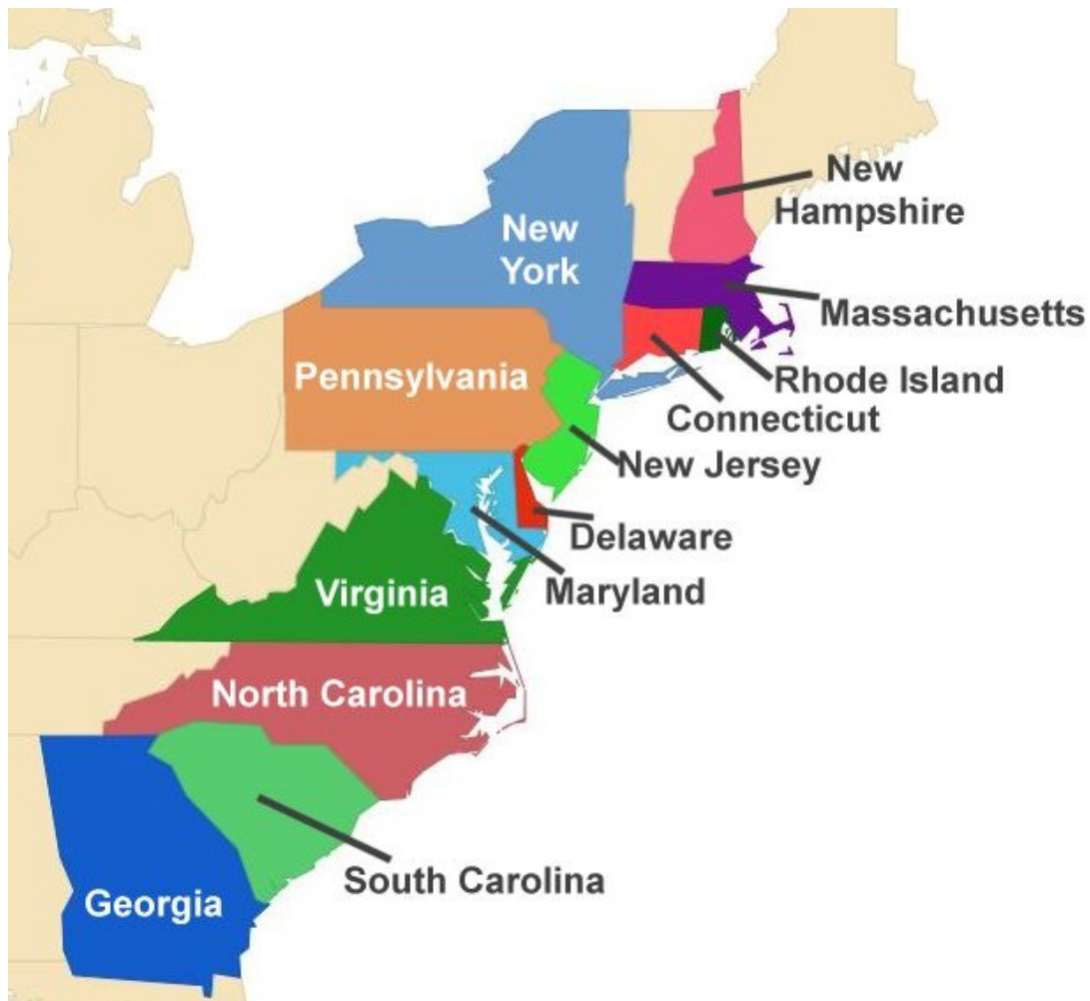 New
Hampshire
New
York
Massachusetts
Pennsylvania
Rhode Island
Connecticut
New Jersey
Delaware
Virginia
Maryland
North Carolina
South Carolina
Georgia